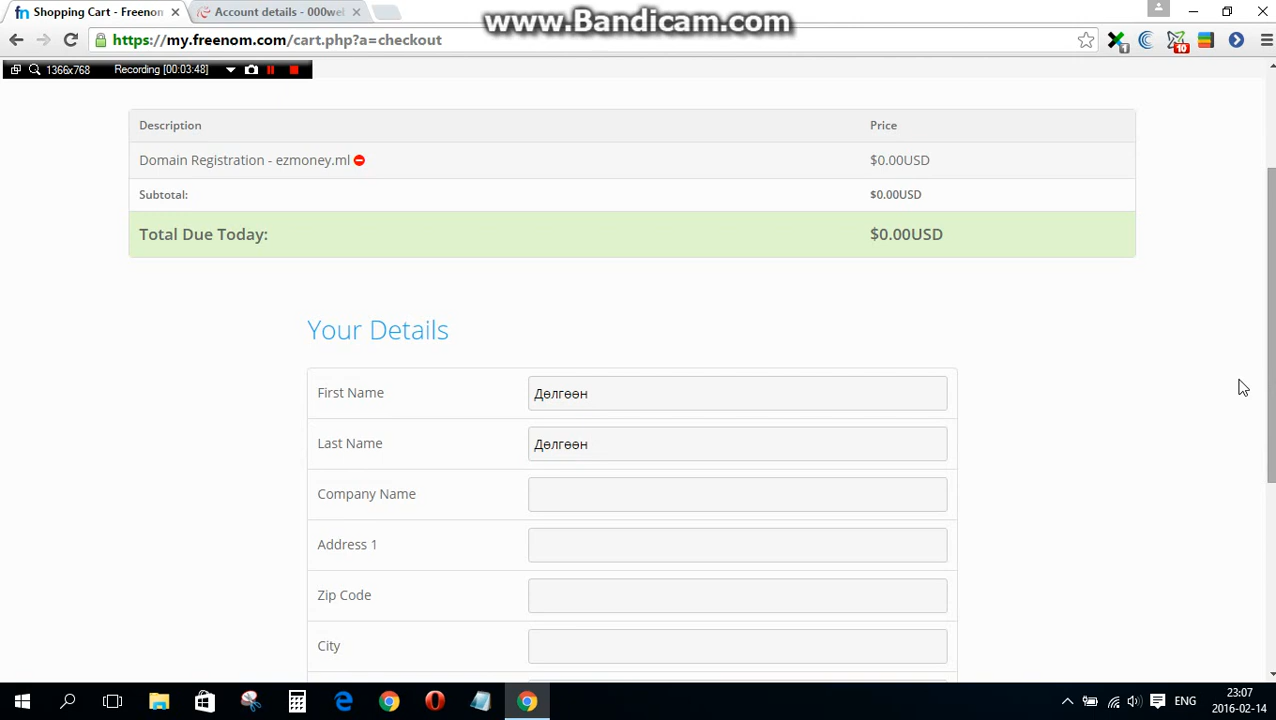 Shopping Cart - Freenom
Account details - 000wel
www.Bandicam.com
https://my.freenom.com/cart.php?a=checkout
1
10
1366x768
Recording [00:03:48]
Description
Price
Domain Registration - ezmoney.ml
$0.00USD
Subtotal:
$0.00USD
Total Due Today:
$0.00USD
Your Details
First Name
Дөлгөөн
Last Name
Дөлгөөн
Company Name
Address 1
Zip Code
City
ENG
23:07
2016-02-14